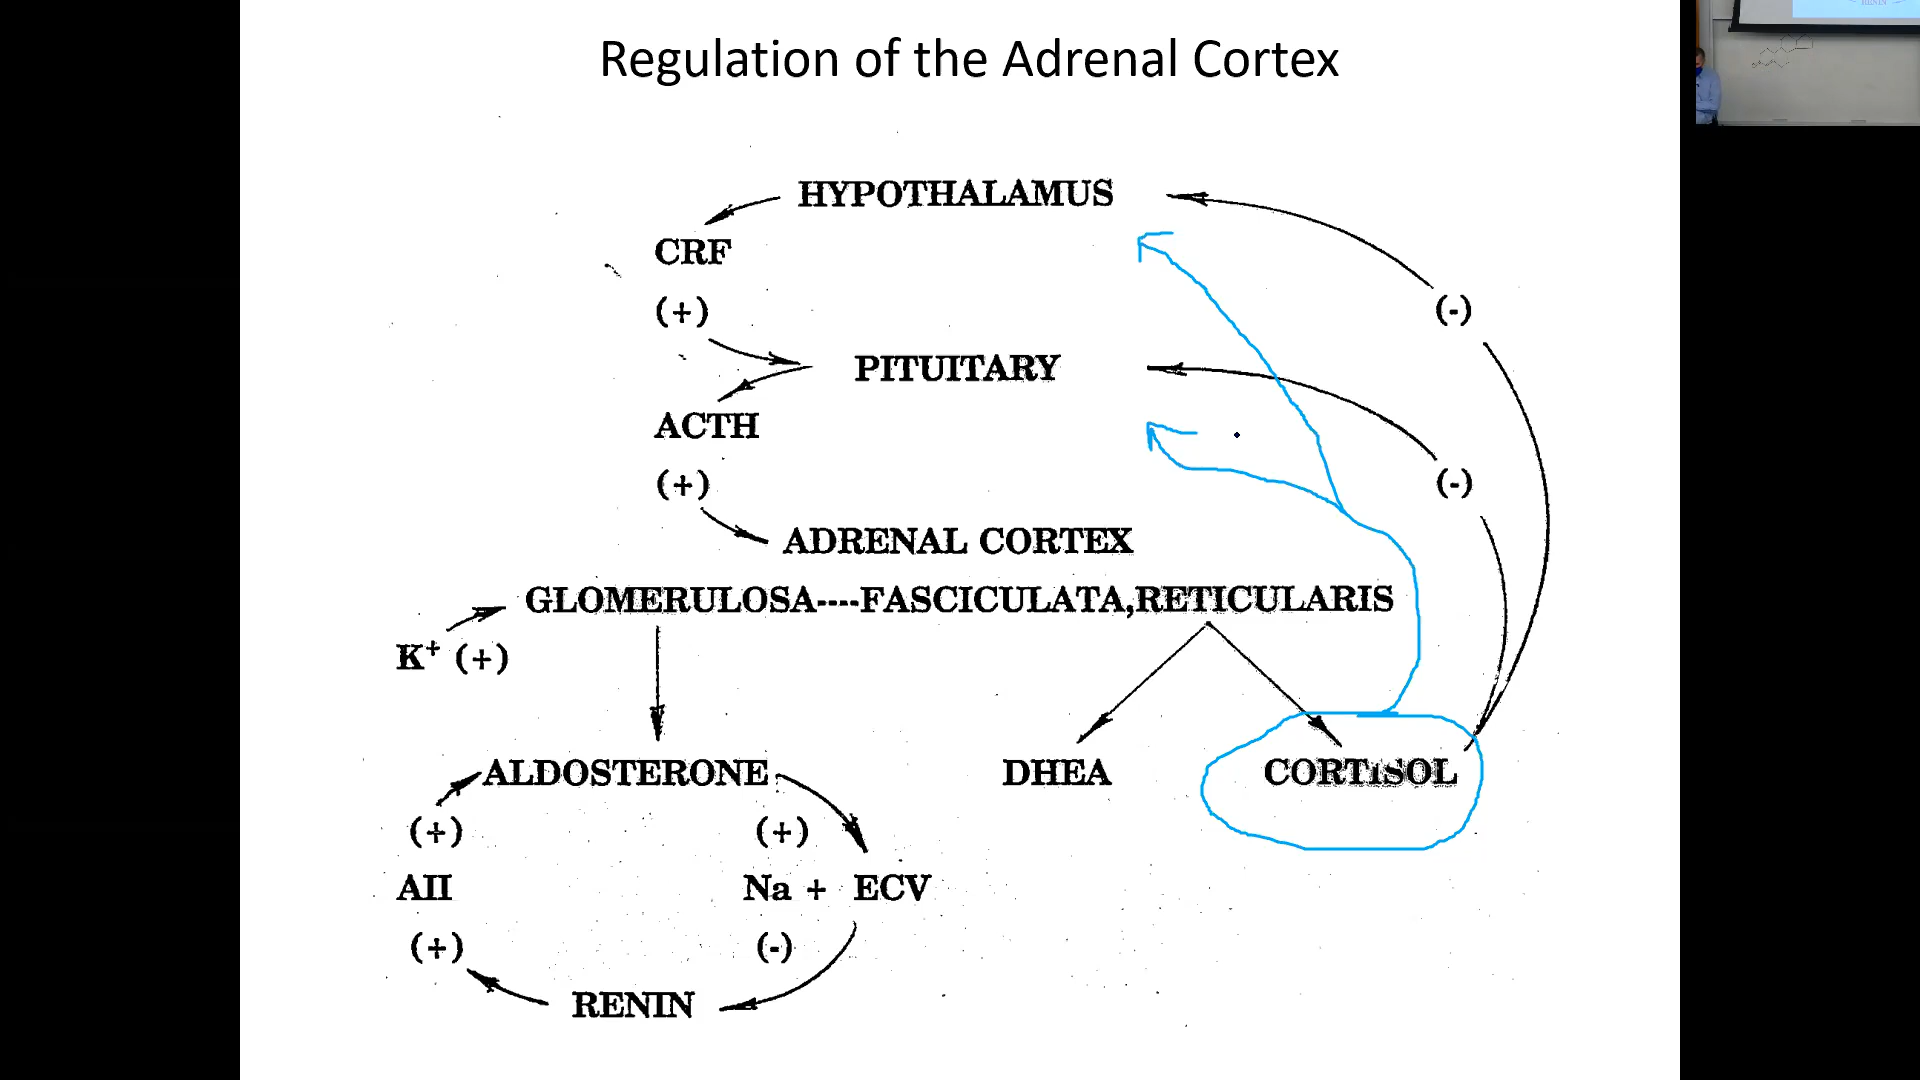 Regulation of the Adrenal Cortex
RENIN
HYPOTHALAMUS
CRF
(+)
(-)
PITUITARY
ACTH
(+)
(-)
ADRENAL CORTEX
GLOMERULOSA----FASCICULATA,RETICULARIS
K⁺ (+)
ALDOSTERONE
DHEA
CORTISOL
(+)
(+)
AII
Na + ECV
(+)
(-)
RENIN